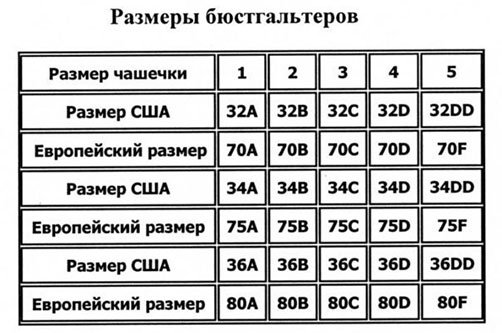 Размеры бюстгальтеров
Размер чашечки 1 2 3 4 5
Размер США 32A 32B 32C 32D 32DD
Европейский размер 70A 70B 70C 70D 70F
Размер США 34A 34B 34C 34D 34DD
Европейский размер 75A 75B 75C 75D 75F
Размер США 36A 36B 36C 36D 36DD
Европейский размер 80A 80B 80C 80D 80F